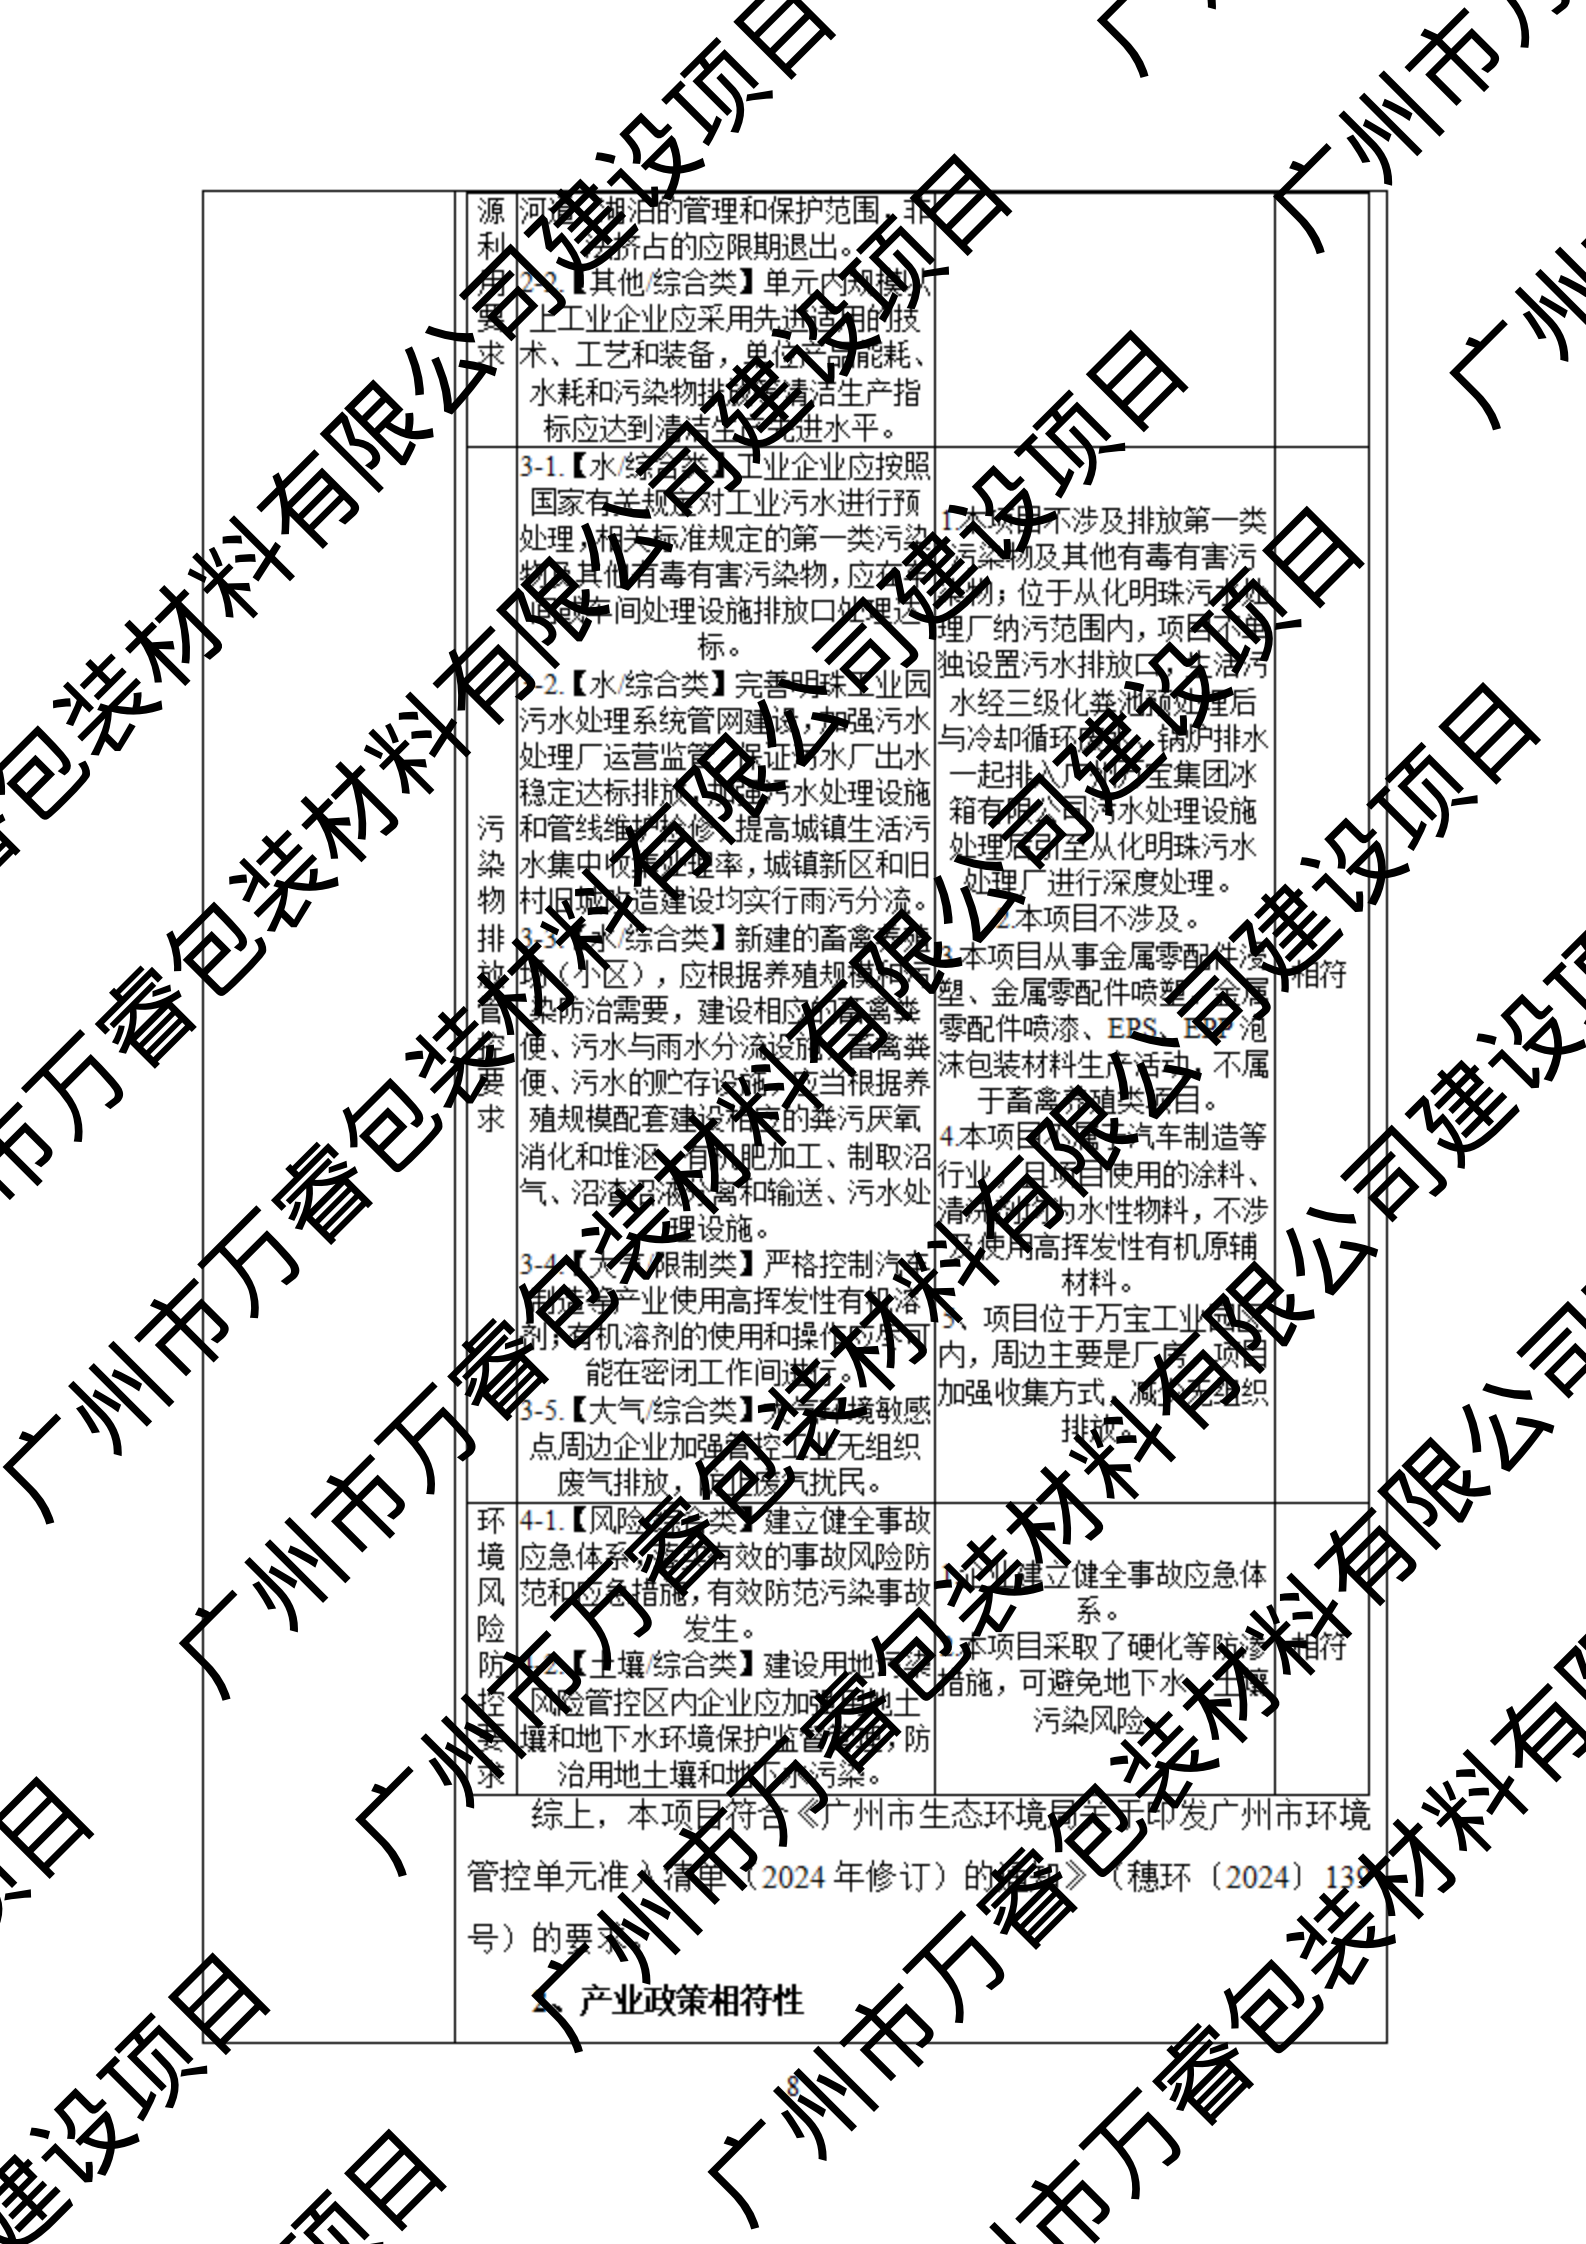 源 河道、湖泊的管理和保护范围，非
利 法挤占的应限期退出。
用 2-2.【其他/综合类】单元内规模以
要 上工业企业应采用先进适用的技
求 术、工艺和装备，单位产品能耗、
水耗和污染物排放等清洁生产指
标应达到清洁生产先进水平。
污
染
物
排
放
管
控
要
求
3-1.【水/综合类】工业企业应按照
国家有关规定对工业污水进行预
处理，相关标准规定的第一类污染
物及其他有毒有害污染物，应在车
间或车间处理设施排放口处理达
标。
3-2.【水/综合类】完善明珠工业园
污水处理系统管网建设，加强污水
处理厂运营监管，保证污水厂出水
稳定达标排放，加强污水处理设施
和管线维护检修，提高城镇生活污
水集中收集处理率，城镇新区和旧
村旧城改造建设均实行雨污分流。
3-3.【水/综合类】新建的畜禽养殖
场（小区），应根据养殖规模和污
染防治需要，建设相应的畜禽粪
便、污水与雨水分流设施，畜禽粪
便、污水的贮存设施，应当根据养
殖规模配套建设相应的粪污厌氧
消化和堆沤、有机肥加工、制取沼
气、沼渣沼液分离和输送、污水处
理设施。
3-4.【大气/限制类】严格控制汽车
制造等产业使用高挥发性有机溶
剂；有机溶剂的使用和操作应尽可
能在密闭工作间进行。
3-5.【大气/综合类】大气环境敏感
点周边企业加强管控工业无组织
废气排放，防止废气扰民。
1.本项目不涉及排放第一类
污染物及其他有毒有害污
染物；位于从化明珠污水处
理厂纳污范围内，项目不单
独设置污水排放口，生活污
水经三级化粪池预处理后
与冷却循环废水、锅炉排水
一起排入广州万宝集团冰
箱有限公司污水处理设施
处理后引至从化明珠污水
处理厂进行深度处理。
2.本项目不涉及。
3.本项目从事金属零配件浸
塑、金属零配件喷塑、金属
零配件喷漆、EPS、EPP 泡
沫包装材料生产活动，不属
于畜禽养殖类项目。
4.本项目不属于汽车制造等
行业，且项目使用的涂料、
清洗剂均为水性物料，不涉
及使用高挥发性有机原辅
材料。
5、项目位于万宝工业园区
内，周边主要是厂房，项目
加强收集方式，减少无组织
排放。
相符
环
境
风
险
防
控
要
求
4-1.【风险/综合类】建立健全事故
应急体系，落实有效的事故风险防
范和应急措施，有效防范污染事故
发生。
4-2.【土壤/综合类】建设用地污染
风险管控区内企业应加强用地土
壤和地下水环境保护监督管理，防
治用地土壤和地下水污染。
1.企业建立健全事故应急体
系。
2.本项目采取了硬化等防渗
措施，可避免地下水、土壤
污染风险
相符
综上，本项目符合《广州市生态环境局关于印发广州市环境
管控单元准入清单（2024 年修订）的通知》（穗环〔2024〕139
号）的要求。
2、产业政策相符性
8
广州市万睿包装材料有限公司建设项目